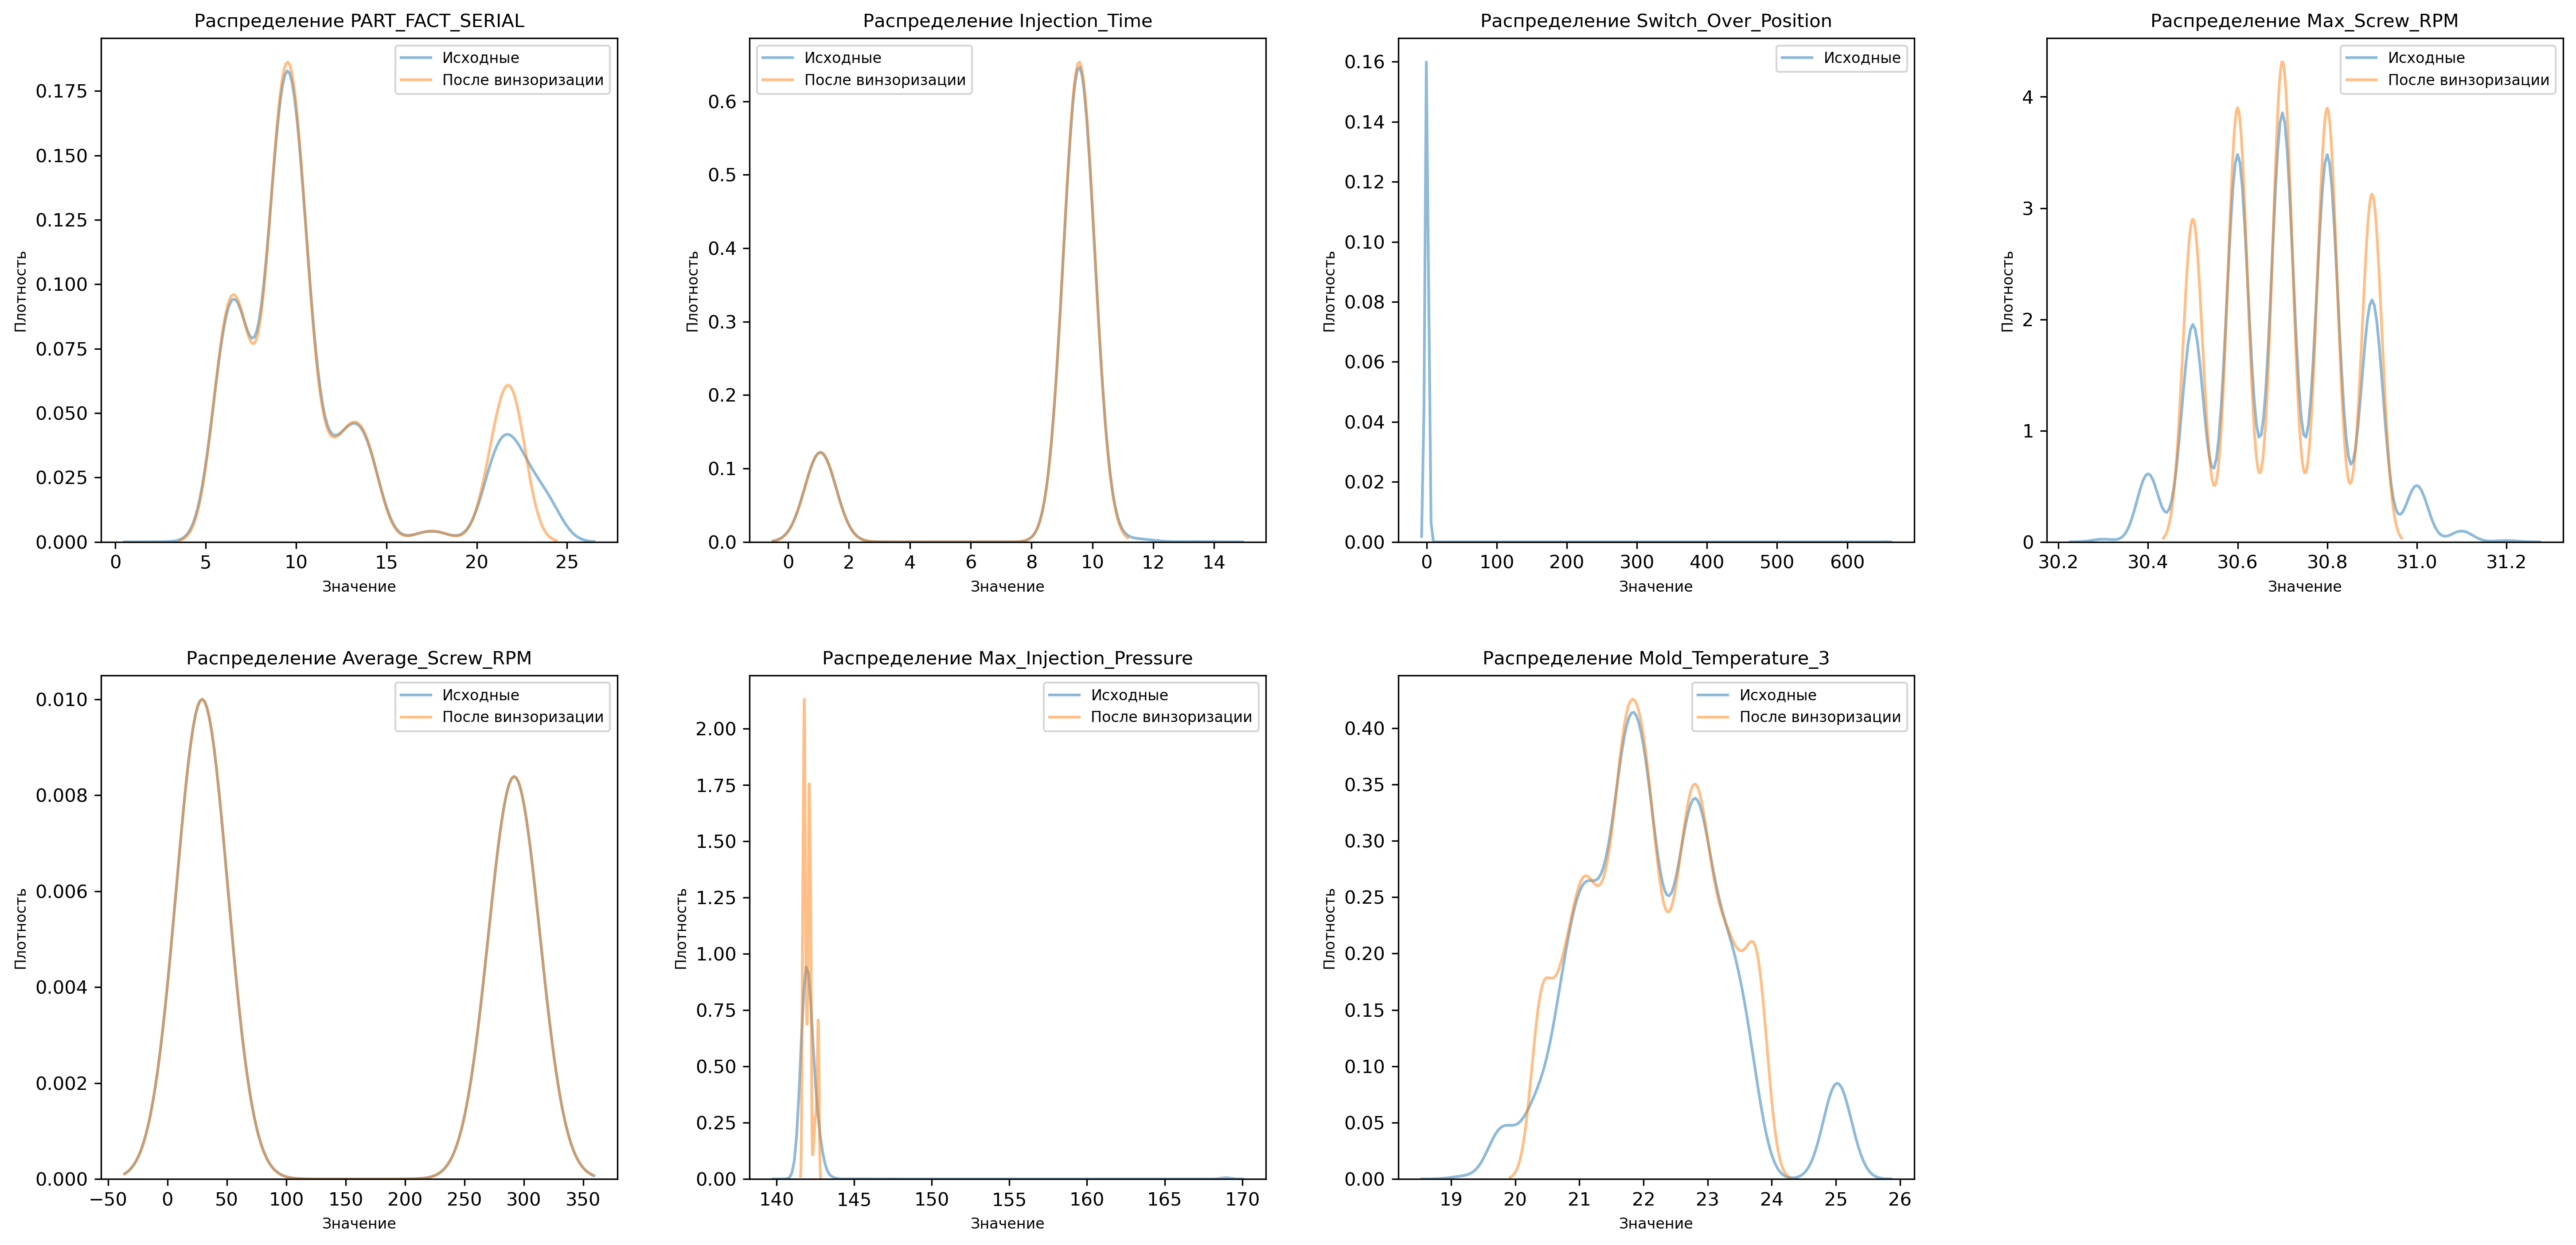 Распределение PART_FACT_SERIAL
Исходные
После винзоризации
0.175
0.150
0.125
0.100
0.075
0.050
0.025
0.000
Плотность
0 5 10 15 20 25
Значение
Распределение Injection_Time
Исходные
После винзоризации
0.6
0.5
0.4
0.3
0.2
0.1
0.0
Плотность
0 2 4 6 8 10 12 14
Значение
Распределение Switch_Over_Position
Исходные
0.16
0.14
0.12
0.10
0.08
0.06
0.04
0.02
0.00
Плотность
0 100 200 300 400 500 600
Значение
Распределение Max_Screw_RPM
Исходные
После винзоризации
4
3
2
1
0
Плотность
30.2 30.4 30.6 30.8 31.0 31.2
Значение
Распределение Average_Screw_RPM
Исходные
После винзоризации
0.010
0.008
0.006
0.004
0.002
0.000
Плотность
−50 0 50 100 150 200 250 300 350
Значение
Распределение Max_Injection_Pressure
Исходные
После винзоризации
2.00
1.75
1.50
1.25
1.00
0.75
0.50
0.25
0.00
Плотность
140 145 150 155 160 165 170
Значение
Распределение Mold_Temperature_3
Исходные
После винзоризации
0.40
0.35
0.30
0.25
0.20
0.15
0.10
0.05
0.00
Плотность
19 20 21 22 23 24 25 26
Значение